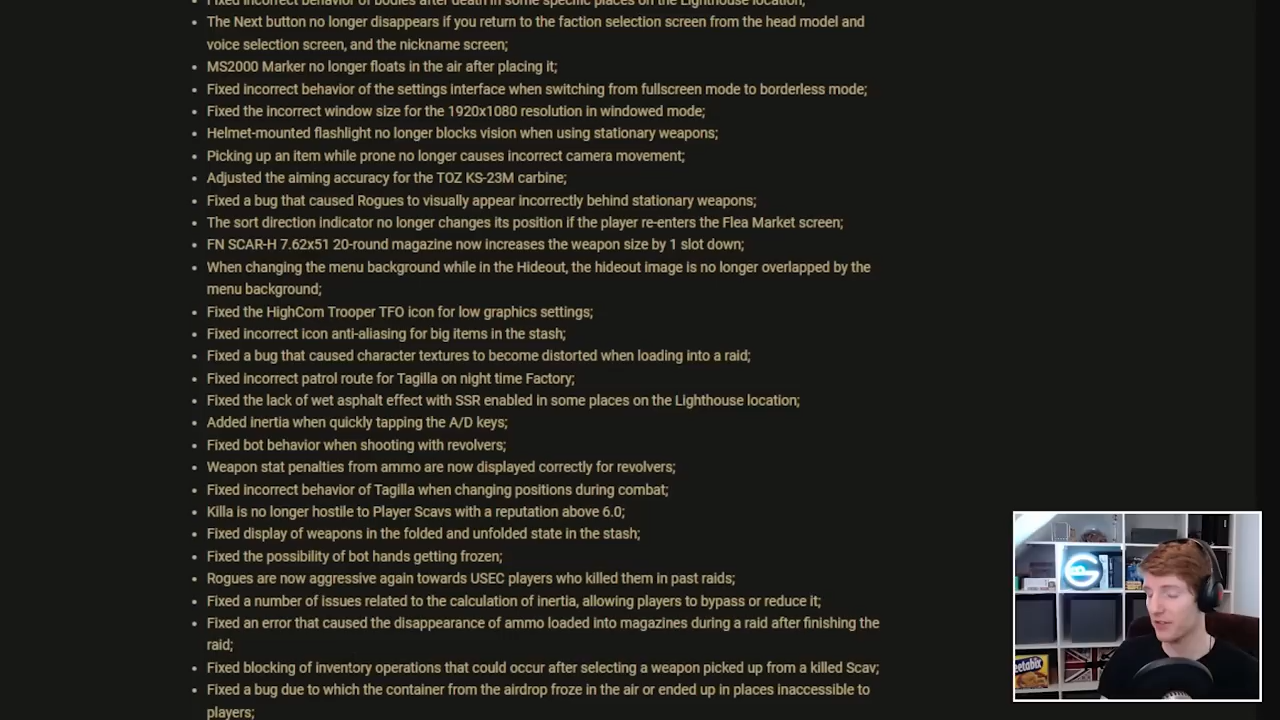 Fixed incorrect behavior of bodies after death in some specific places on the Lighthouse location;
The Next button no longer disappears if you return to the faction selection screen from the head model and
voice selection screen, and the nickname screen;
MS2000 Marker no longer floats in the air after placing it;
Fixed incorrect behavior of the settings interface when switching from fullscreen mode to borderless mode;
Fixed the incorrect window size for the 1920x1080 resolution in windowed mode;
Helmet-mounted flashlight no longer blocks vision when using stationary weapons;
Picking up an item while prone no longer causes incorrect camera movement;
Adjusted the aiming accuracy for the TOZ KS-23M carbine;
Fixed a bug that caused Rogues to visually appear incorrectly behind stationary weapons;
The sort direction indicator no longer changes its position if the player re-enters the Flea Market screen;
FN SCAR-H 7.62x51 20-round magazine now increases the weapon size by 1 slot down;
When changing the menu background while in the Hideout, the hideout image is no longer overlapped by the
menu background;
Fixed the HighCom Trooper TFO icon for low graphics settings;
Fixed incorrect icon anti-aliasing for big items in the stash;
Fixed a bug that caused character textures to become distorted when loading into a raid;
Fixed incorrect patrol route for Tagilla on night time Factory;
Fixed the lack of wet asphalt effect with SSR enabled in some places on the Lighthouse location;
Added inertia when quickly tapping the A/D keys;
Fixed bot behavior when shooting with revolvers;
Weapon stat penalties from ammo are now displayed correctly for revolvers;
Fixed incorrect behavior of Tagilla when changing positions during combat;
Killa is no longer hostile to Player Scavs with a reputation above 6.0;
Fixed display of weapons in the folded and unfolded state in the stash;
Fixed the possibility of bot hands getting frozen;
Rogues are now aggressive again towards USEC players who killed them in past raids;
Fixed a number of issues related to the calculation of inertia, allowing players to bypass or reduce it;
Fixed an error that caused the disappearance of ammo loaded into magazines during a raid after finishing the
raid;
Fixed blocking of inventory operations that could occur after selecting a weapon picked up from a killed Scav;
Fixed a bug due to which the container from the airdrop froze in the air or ended up in places inaccessible to
players;
eetabix